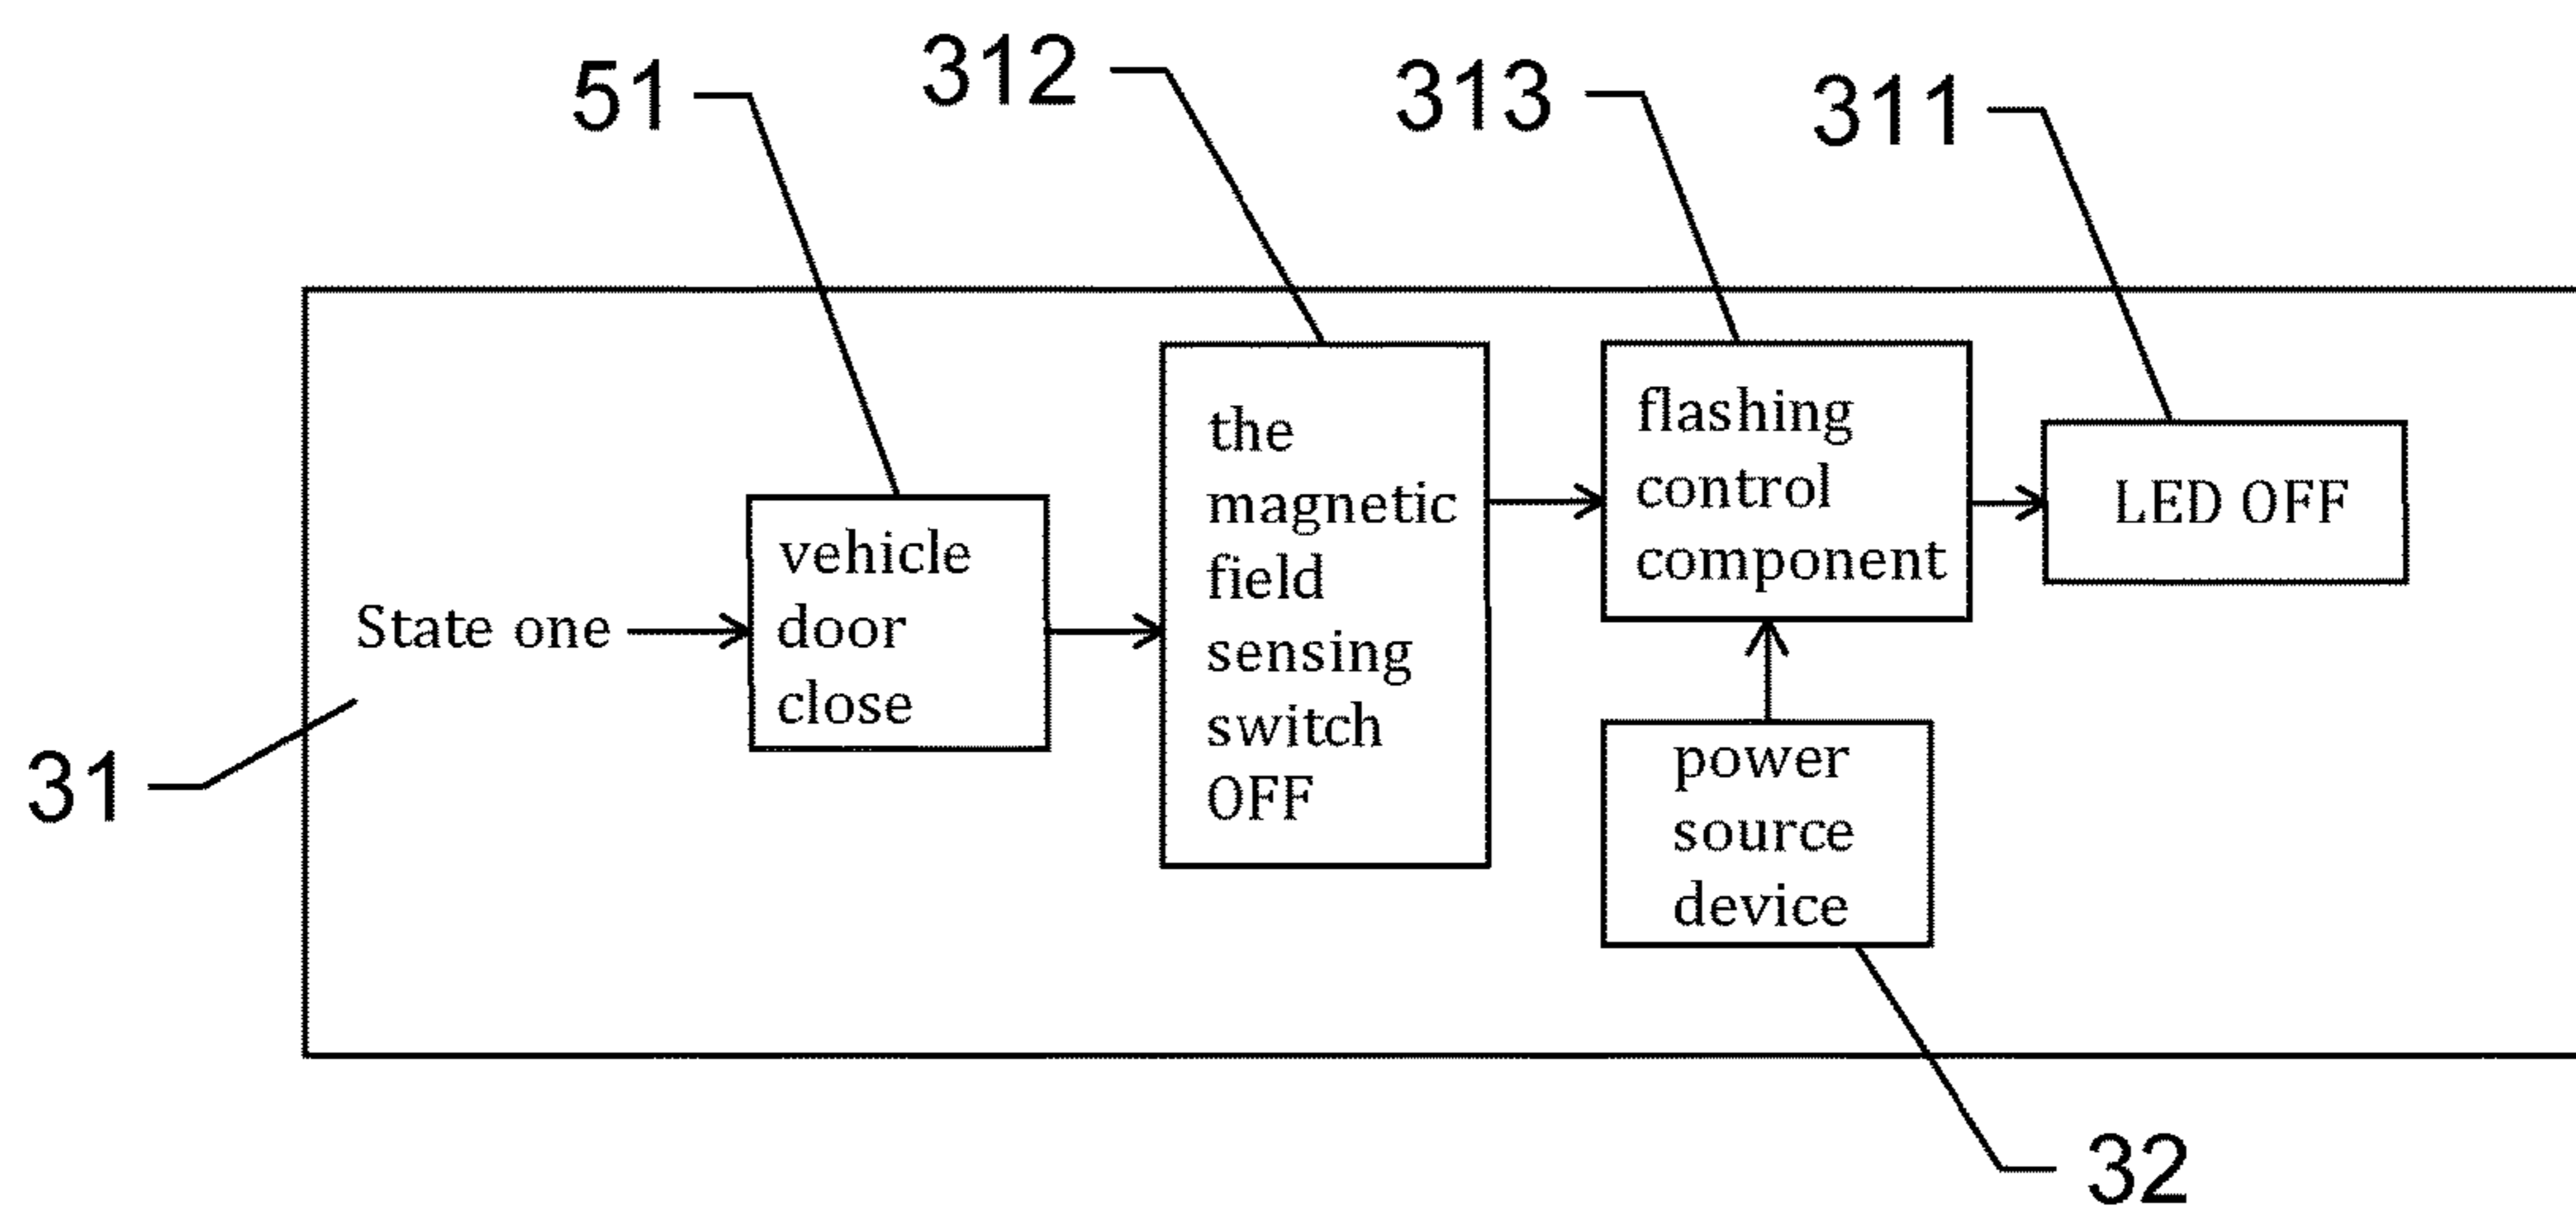 51
312
313
311
State one
vehicle
door
close
the
magnetic
field
sensing
switch
OFF
flashing
control
component
LED OFF
power
source
device
31
32